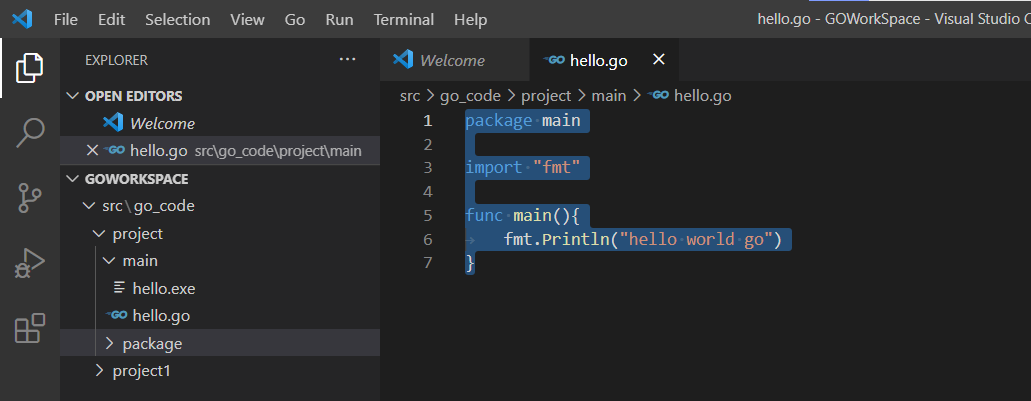 File Edit Selection View Go Run Terminal Help hello.go - GOWorkSpace - Visual Studio
EXPLORER ··· Welcome hello.go ×
OPEN EDITORS
Welcome
× hello.go src\go_code\project\main
GOWORKSPACE
src\go_code
project
main
hello.exe
hello.go
package
project1
src > go_code > project > main > hello.go
1 package main
2
3 import "fmt"
4
5 func main(){
6 fmt.Println("hello world go")
7 }